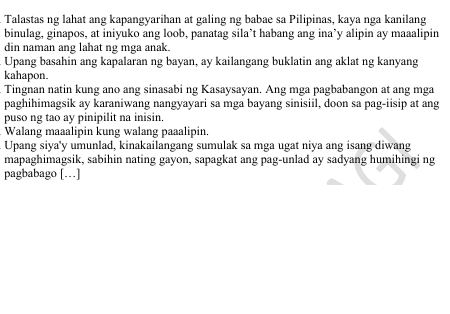 Talastas ng lahat ang kapangyarihan at galing ng babae sa Pilipinas, kaya nga kanilang
binulag, ginapos, at iniyuko ang loob, panatag sila't habang ang ina'y alipin ay maaalipin
din naman ang lahat ng mga anak.
Upang basahin ang kapalaran ng bayan, ay kailangang buklatin ang aklat ng kanyang
kahapon.
Tingnan natin kung ano ang sinasabi ng Kasaysayan. Ang mga pagbabangon at ang mga
paghihimagsik ay karaniwang nangyayari sa mga bayang sinisiil, doon sa pag-iisip at ang
puso ng tao ay pinipilit na inisin.
Walang maaalipin kung walang paaalipin.
Upang siya'y umunlad, kinakailangang sumulak sa mga ugat niya ang isang diwang
mapaghimagsik, sabihin nating gayon, sapagkat ang pag-unlad ay sadyang humihingi ng
pagbabago […]